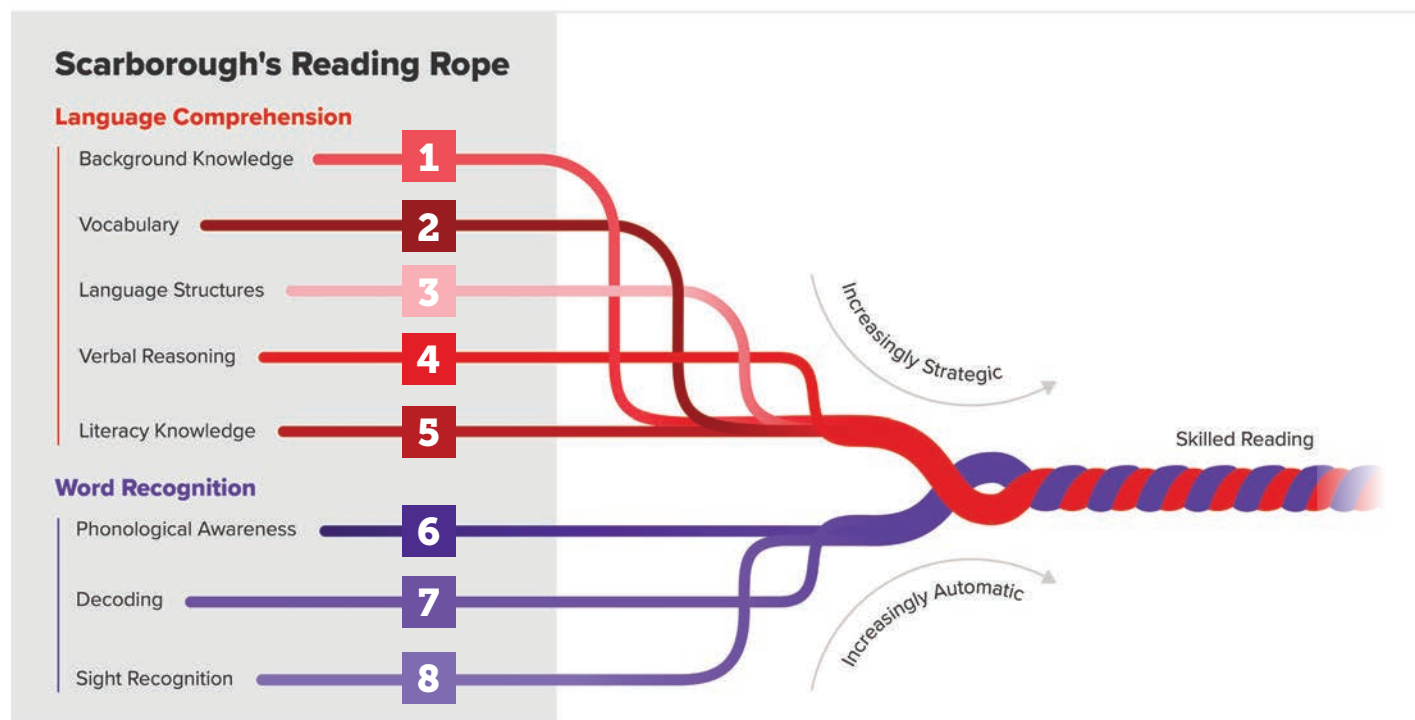 Scarborough's Reading Rope
Language Comprehension
Background Knowledge 1
Vocabulary 2
Language Structures 3
Verbal Reasoning 4
Literacy Knowledge 5
Word Recognition
Phonological Awareness 6
Decoding 7
Sight Recognition 8
Increasingly Strategic
Skilled Reading
Increasingly Automatic